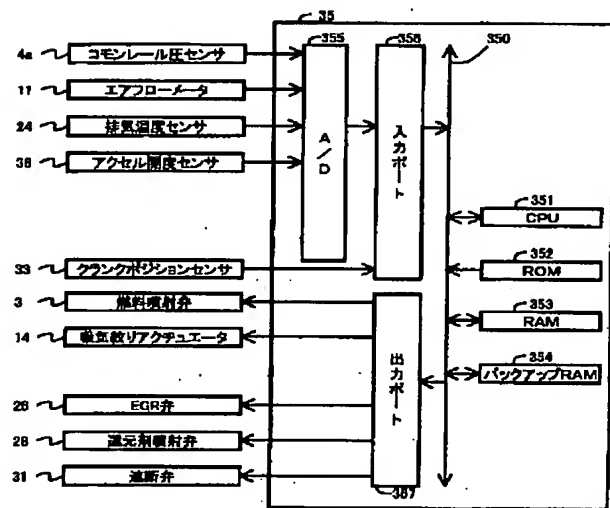 35
4a コモンレール圧センサ
11 エアフローメータ
24 排気温度センサ
36 アクセル開度センサ
33 クランクポジションセンサ
3 燃料噴射弁
14 吸気絞りアクチュエータ
26 EGR弁
28 還元剤噴射弁
31 遮断弁
355
A/D
356
入力ポート
357
出力ポート
350
351
CPU
352
ROM
353
RAM
354
バックアップRAM